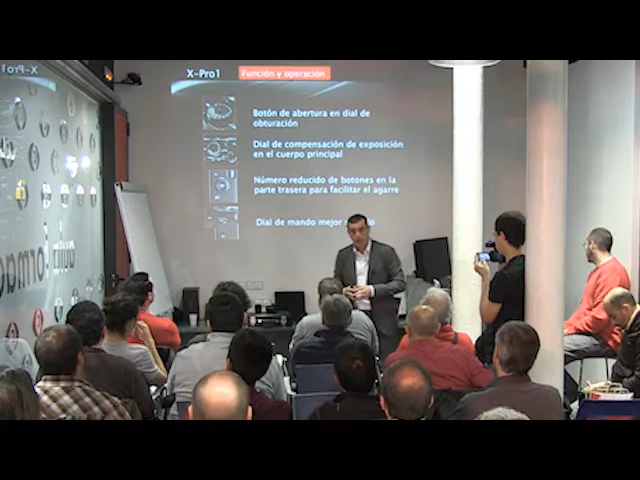 X-Pro1
Función y operación
Botón de abertura en dial de
obturación
Dial de compensación de exposición
en el cuerpo principal
Número reducido de botones en la
parte trasera para facilitar el agarre
Dial de mando mejor
X-Pro1